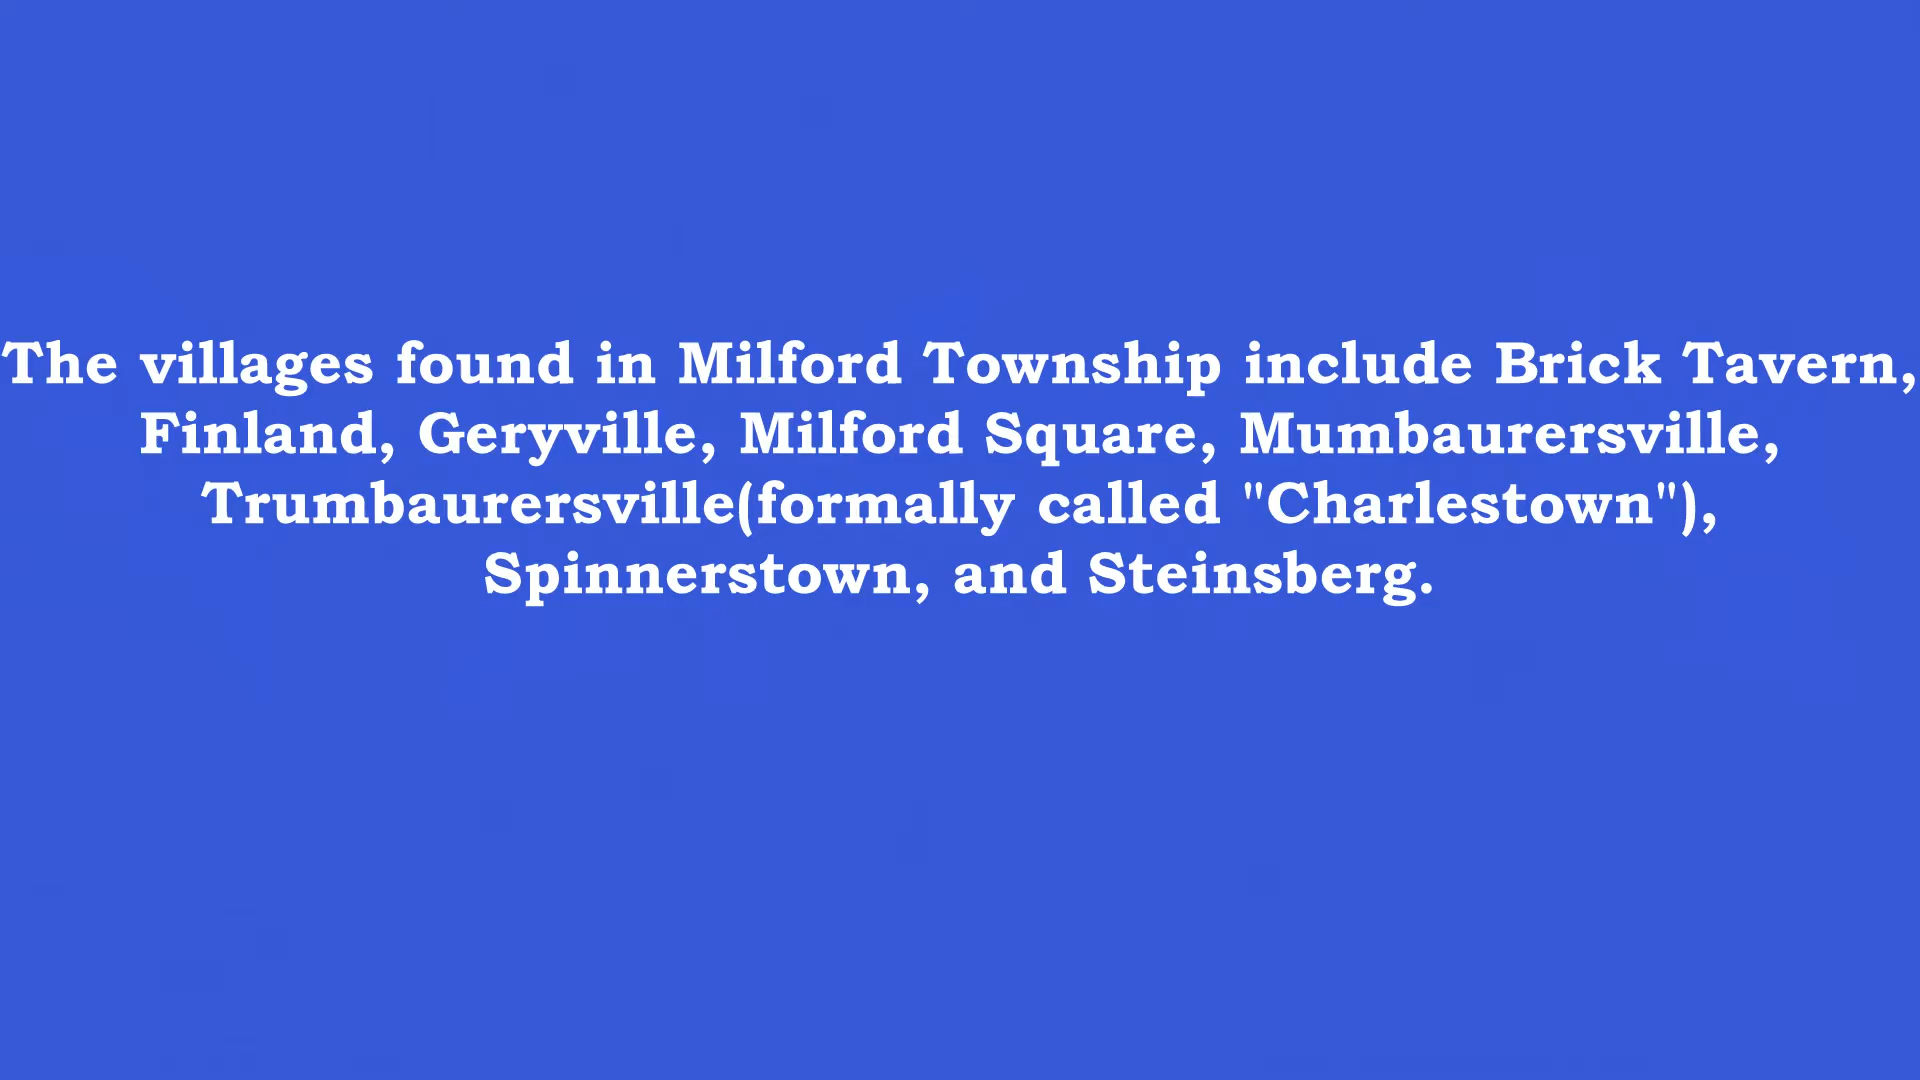 The villages found in Milford Township include Brick Tavern,
Finland, Geryville, Milford Square, Mumbaurersville,
Trumbaurersville(formally called "Charlestown"),
Spinnerstown, and Steinsberg.